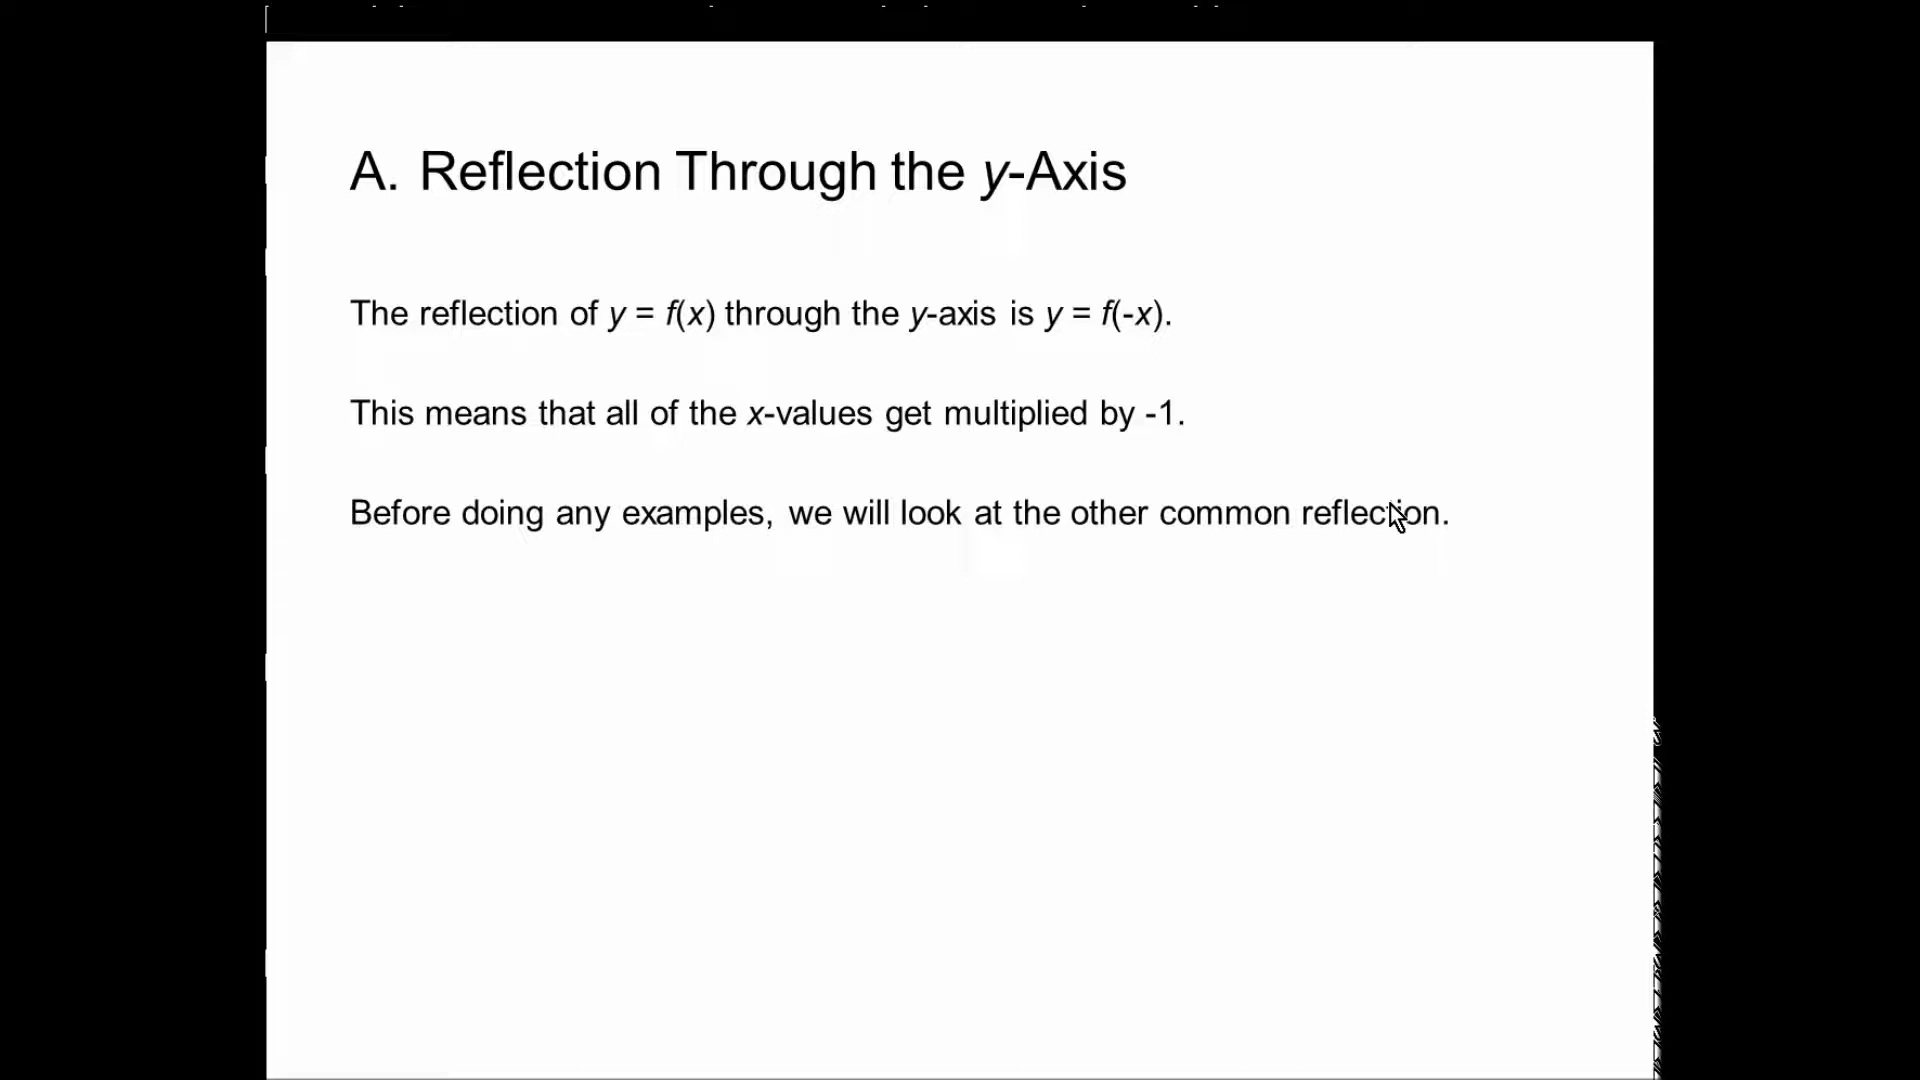 A. Reflection Through the y-Axis
The reflection of y = f(x) through the y-axis is y = f(-x).
This means that all of the x-values get multiplied by -1.
Before doing any examples, we will look at the other common reflection.